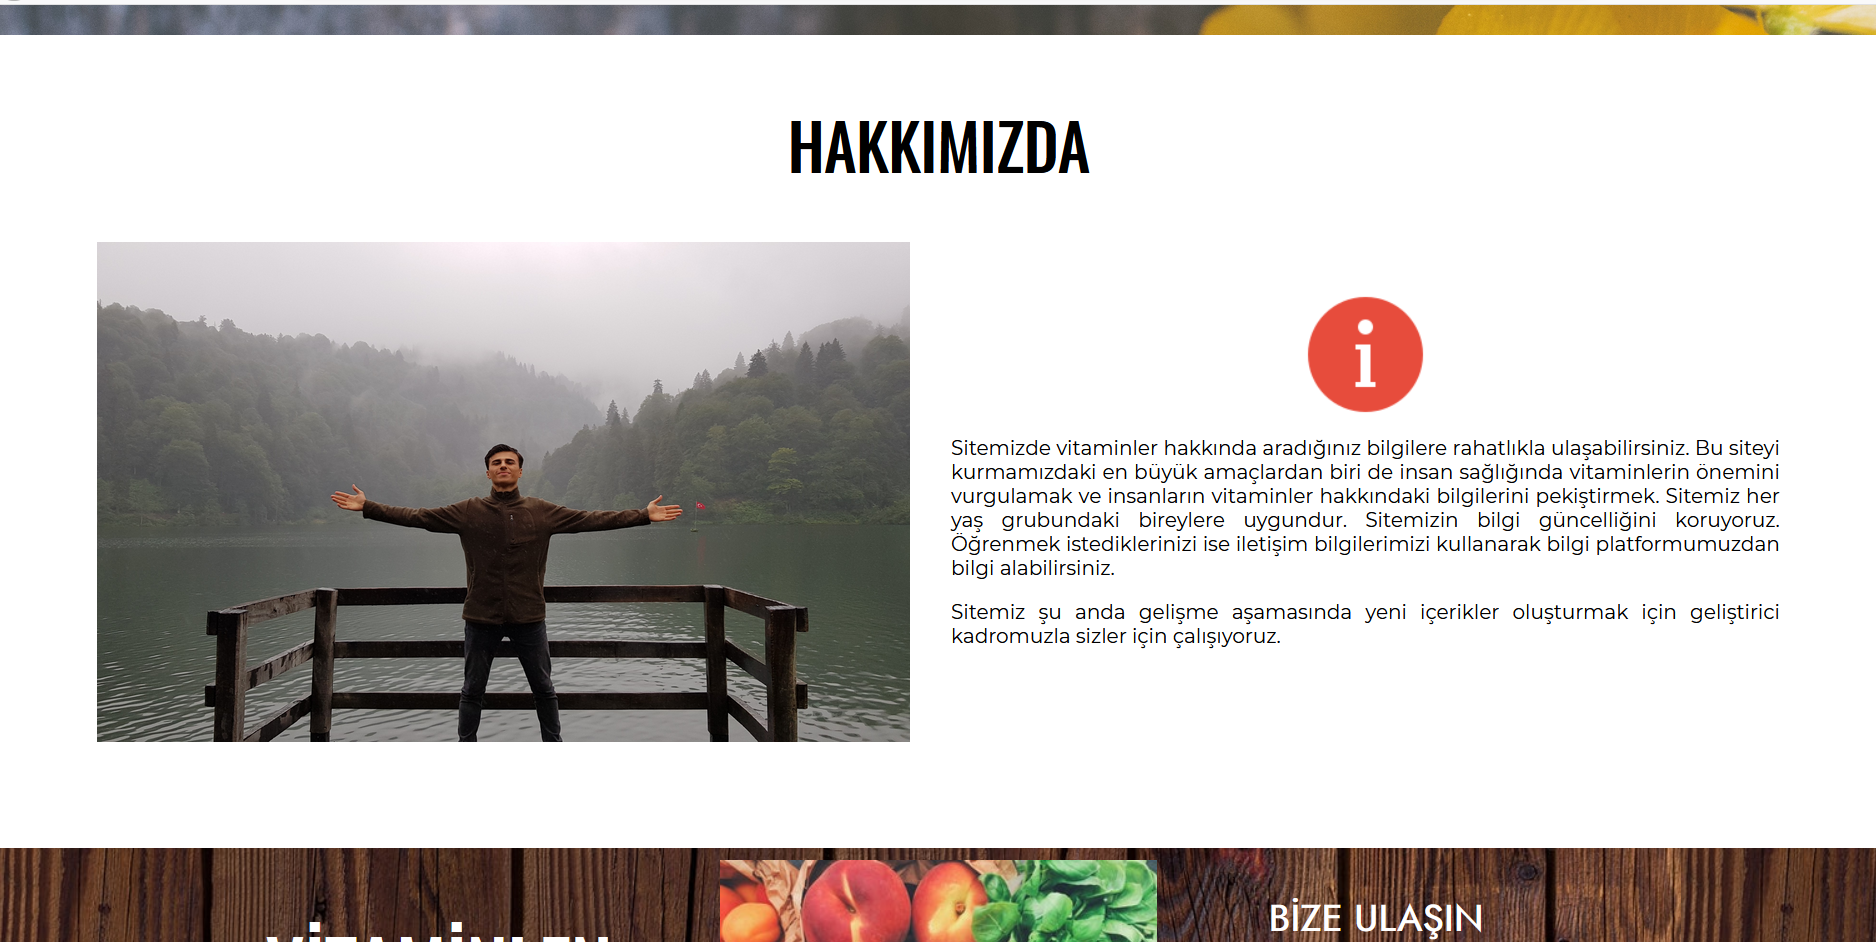 HAKKIMIZDA
i
Sitemizde vitaminler hakkında aradığınız bilgilere rahatlıkla ulaşabilirsiniz. Bu siteyi
kurmamızdaki en büyük amaçlardan biri de insan sağlığında vitaminlerin önemini
vurgulamak ve insanların vitaminler hakkındaki bilgilerini pekiştirmek. Sitemiz her
yaş grubundaki bireylere uygundur. Sitemizin bilgi güncelliğini koruyoruz.
Öğrenmek istediklerinizi ise iletişim bilgilerimizi kullanarak bilgi platformumuzdan
bilgi alabilirsiniz.
Sitemiz şu anda gelişme aşamasında yeni içerikler oluşturmak için geliştirici
kadromuzla sizler için çalışıyoruz.
BİZE ULAŞIN